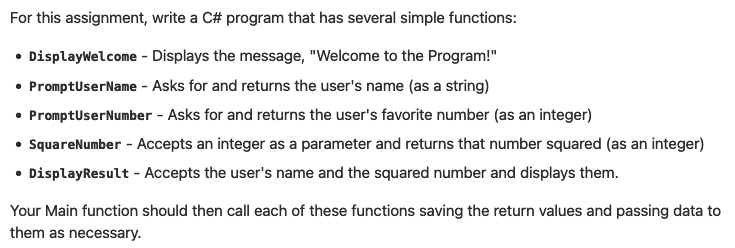 For this assignment, write a C# program that has several simple functions:
• DisplayWelcome - Displays the message, "Welcome to the Program!"
• PromptUserName - Asks for and returns the user's name (as a string)
• PromptUserNumber - Asks for and returns the user's favorite number (as an integer)
• SquareNumber - Accepts an integer as a parameter and returns that number squared (as an integer)
• DisplayResult - Accepts the user's name and the squared number and displays them.
Your Main function should then call each of these functions saving the return values and passing data to
them as necessary.